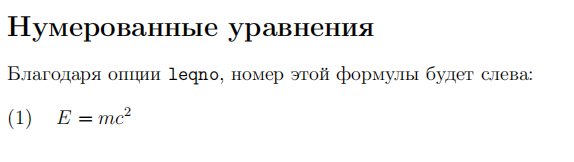 Нумерованные уравнения
Благодаря опции leqno, номер этой формулы будет слева:
(1) E = mc²